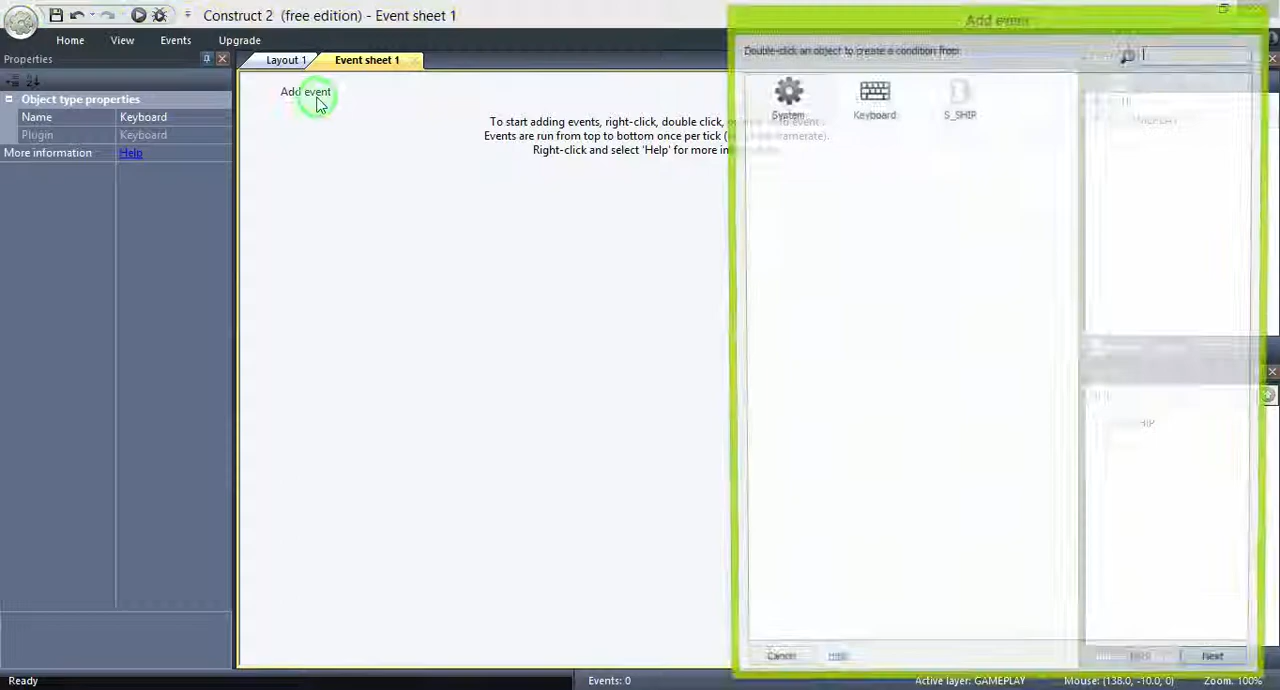 Construct 2 (free edition) - Event sheet 1
Home View Events Upgrade
Properties
Layout 1 Event sheet 1
Object type properties
Name Keyboard
Plugin Keyboard
More information Help
Add event
To start adding events, right-click, double click, o
Events are run from top to bottom once per tick
Right-click and select 'Help' for more in
Add event
Double-click an object to create a condition from:
System Keyboard S_SHIP
Cancel Help Next
Ready Events: 0 Active layer: GAMEPLAY Mouse: (138.0, -10.0, 0) Zoom: 100%